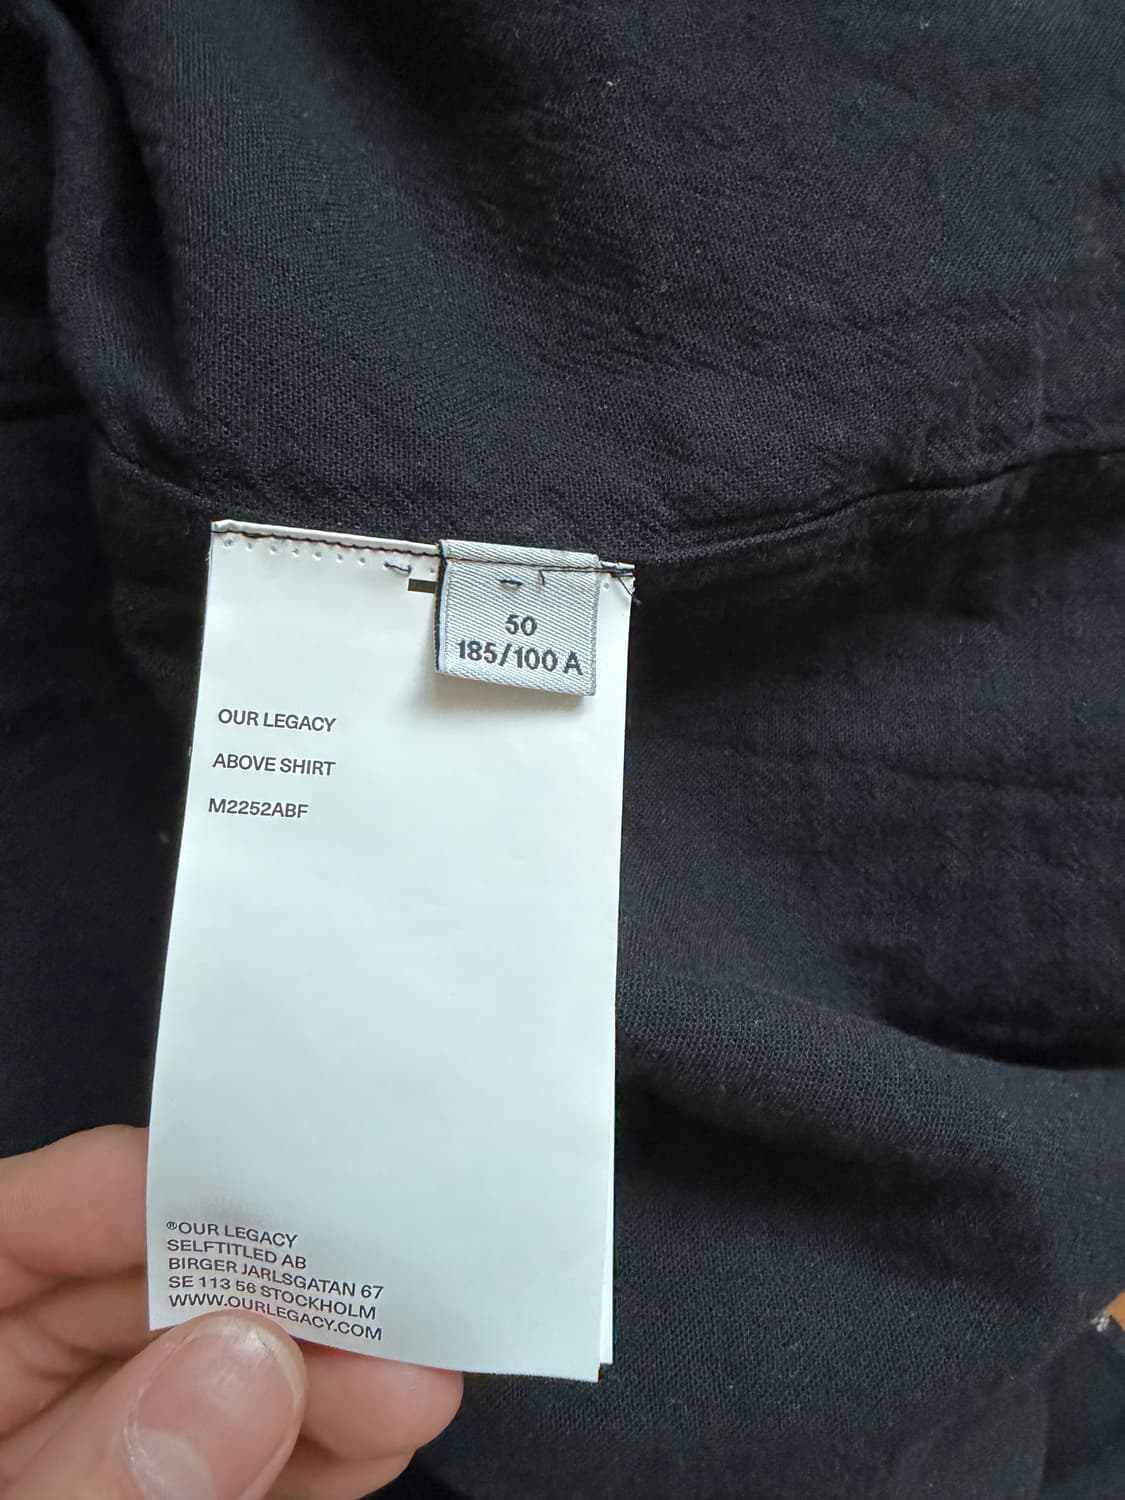 50
185/100 A
OUR LEGACY
ABOVE SHIRT
M2252ABF
®OUR LEGACY
SELFTITLED AB
BIRGER JARLSGATAN 67
SE 113 56 STOCKHOLM
WWW.OURLEGACY.COM